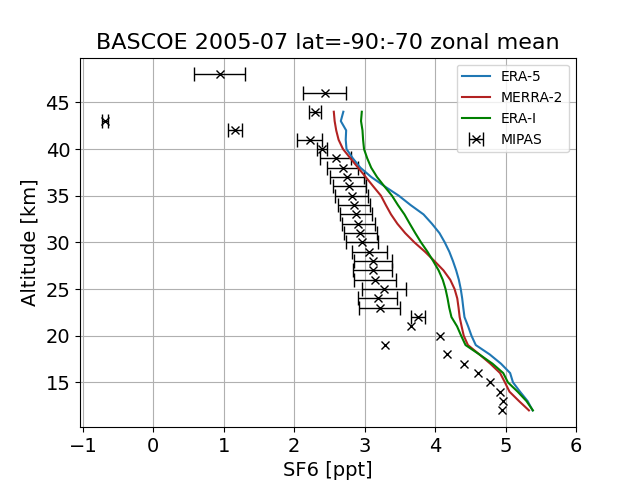 BASCOE 2005-07 lat=-90:-70 zonal mean
ERA-5
MERRA-2
ERA-I
MIPAS
45
40
35
30
25
20
15
Altitude [km]
−1 0 1 2 3 4 5 6
SF6 [ppt]